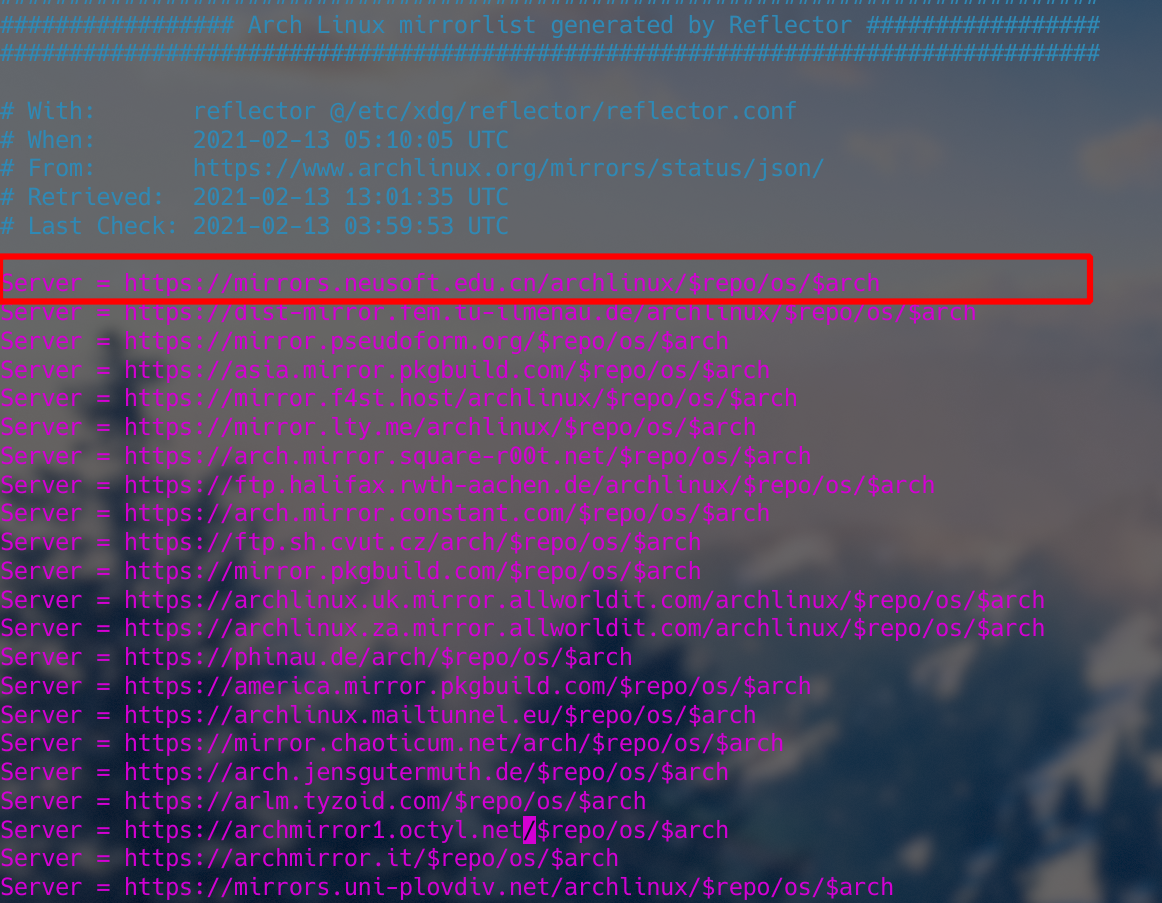 ################# Arch Linux mirrorlist generated by Reflector #################
################################################################################
# With:       reflector @/etc/xdg/reflector/reflector.conf
# When:       2021-02-13 05:10:05 UTC
# From:       https://www.archlinux.org/mirrors/status/json/
# Retrieved:  2021-02-13 13:01:35 UTC
# Last Check: 2021-02-13 03:59:53 UTC
Server = https://mirrors.neusoft.edu.cn/archlinux/$repo/os/$arch
Server = https://dist-mirror.fem.tu-ilmenau.de/archlinux/$repo/os/$arch
Server = https://mirror.pseudoform.org/$repo/os/$arch
Server = https://asia.mirror.pkgbuild.com/$repo/os/$arch
Server = https://mirror.f4st.host/archlinux/$repo/os/$arch
Server = https://mirror.lty.me/archlinux/$repo/os/$arch
Server = https://arch.mirror.square-r00t.net/$repo/os/$arch
Server = https://ftp.halifax.rwth-aachen.de/archlinux/$repo/os/$arch
Server = https://arch.mirror.constant.com/$repo/os/$arch
Server = https://ftp.sh.cvut.cz/arch/$repo/os/$arch
Server = https://mirror.pkgbuild.com/$repo/os/$arch
Server = https://archlinux.uk.mirror.allworldit.com/archlinux/$repo/os/$arch
Server = https://archlinux.za.mirror.allworldit.com/archlinux/$repo/os/$arch
Server = https://phinau.de/arch/$repo/os/$arch
Server = https://america.mirror.pkgbuild.com/$repo/os/$arch
Server = https://archlinux.mailtunnel.eu/$repo/os/$arch
Server = https://mirror.chaoticum.net/arch/$repo/os/$arch
Server = https://arch.jensgutermuth.de/$repo/os/$arch
Server = https://arlm.tyzoid.com/$repo/os/$arch
Server = https://archmirror1.octyl.net/$repo/os/$arch
Server = https://archmirror.it/$repo/os/$arch
Server = https://mirrors.uni-plovdiv.net/archlinux/$repo/os/$arch